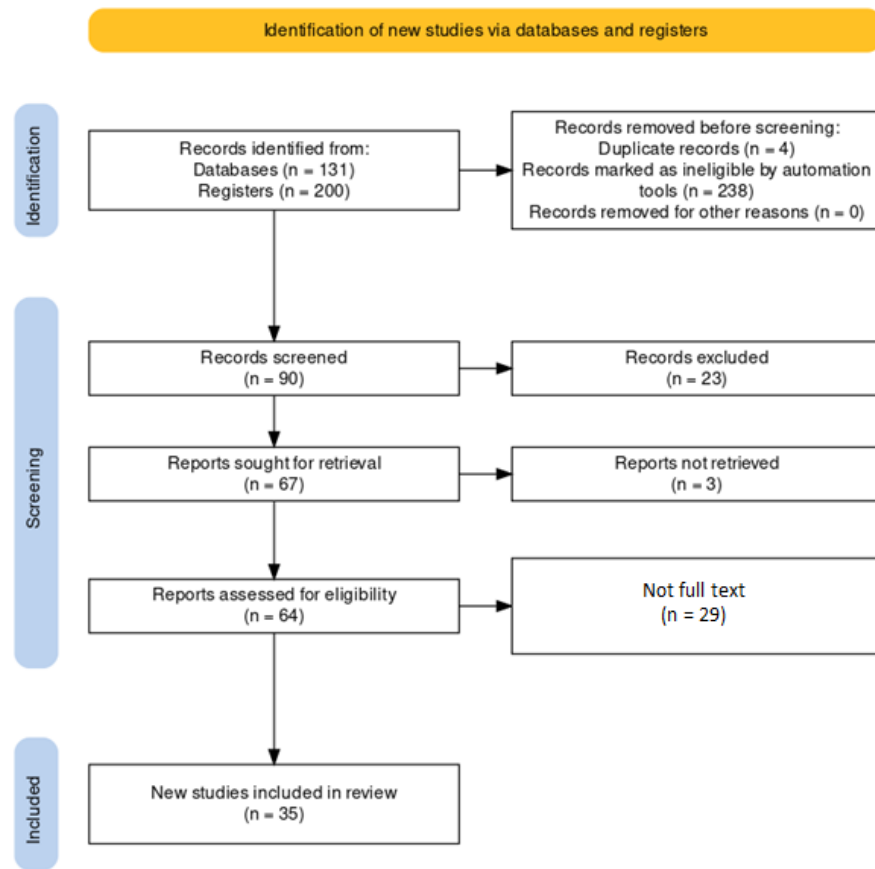 Identification of new studies via databases and registers
Identification
Records identified from:
Databases (n = 131)
Registers (n = 200)
Records removed before screening:
Duplicate records (n = 4)
Records marked as ineligible by automation
tools (n = 238)
Records removed for other reasons (n = 0)
Screening
Records screened
(n = 90)
Records excluded
(n = 23)
Reports sought for retrieval
(n = 67)
Reports not retrieved
(n = 3)
Reports assessed for eligibility
(n = 64)
Not full text
(n = 29)
Included
New studies included in review
(n = 35)